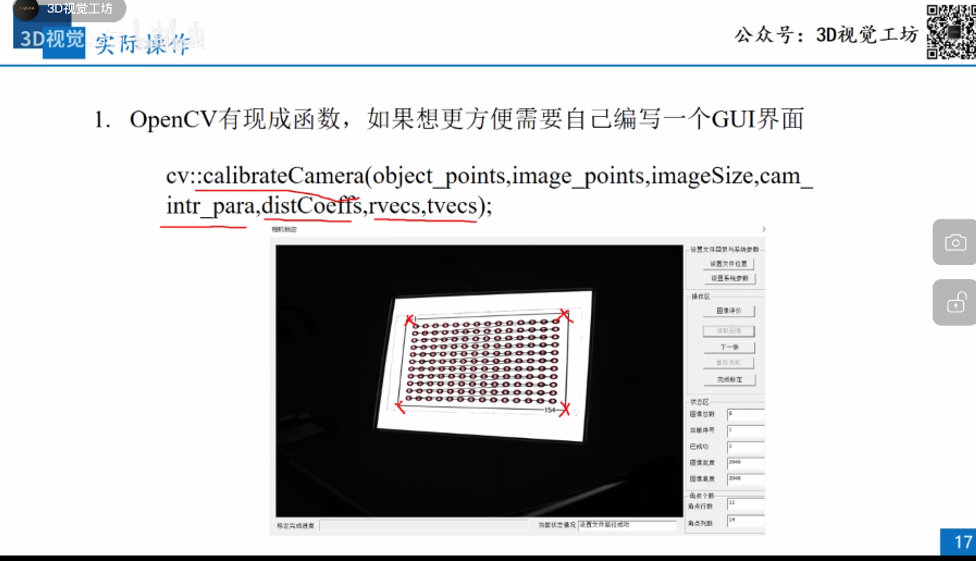 3D视觉工坊
3D视觉
实际操作
公众号：3D视觉工坊
1. OpenCV有现成函数，如果想更方便需要自己编写一个GUI界面
cv::calibrateCamera(object_points,image_points,imageSize,cam_
intr_para,distCoeffs,rvecs,tvecs);
相机标定
设置文件目录与系统参数
设置文件位置
设置系统参数
操作区
图像评价
读取图像
下一张
重新选取
完成标定
状态区
图像总数 6
当前序号 1
已成功 1
图像宽度 2048
图像高度 2048
角点个数
角点行数 11
角点列数 14
154
标定完成进度
当前状态情况 设置文件路径成功
17